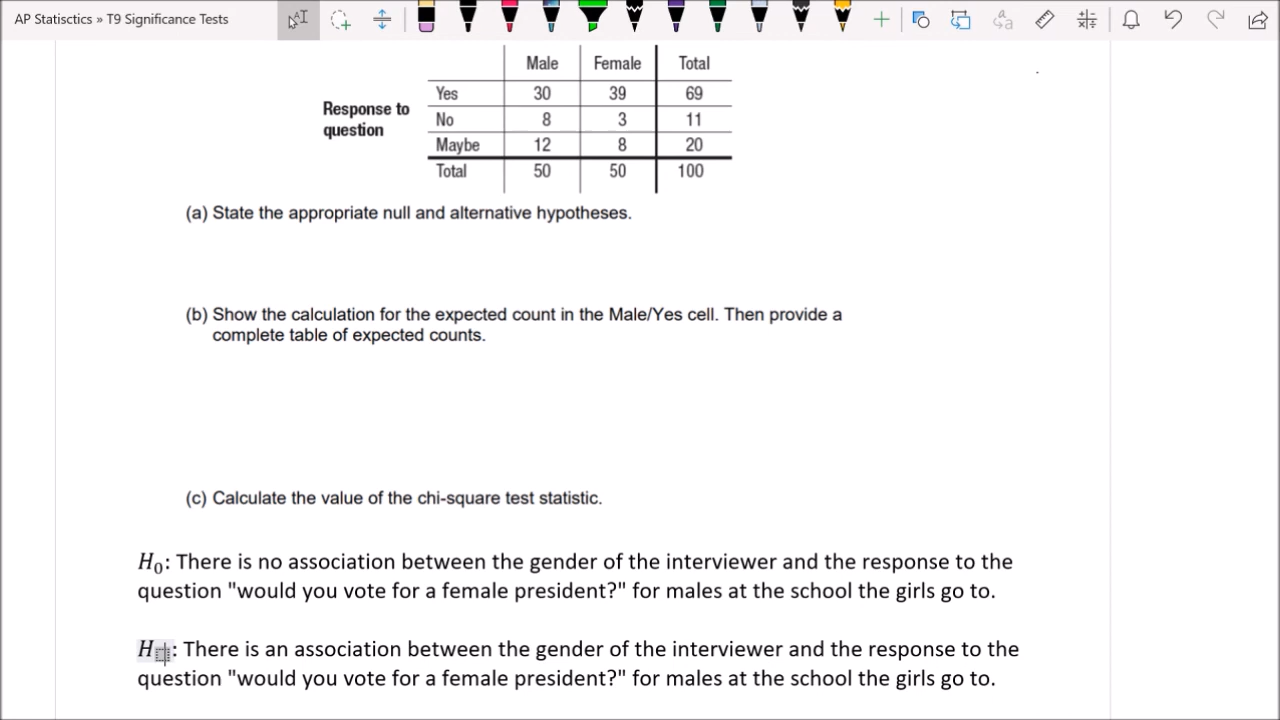 AP Statisctics » T9 Significance Tests
Male Female Total
Yes 30 39 69
Response to question
No 8 3 11
Maybe 12 8 20
Total 50 50 100
(a) State the appropriate null and alternative hypotheses.
(b) Show the calculation for the expected count in the Male/Yes cell. Then provide a
complete table of expected counts.
(c) Calculate the value of the chi-square test statistic.
H₀: There is no association between the gender of the interviewer and the response to the
question "would you vote for a female president?" for males at the school the girls go to.
H : There is an association between the gender of the interviewer and the response to the
question "would you vote for a female president?" for males at the school the girls go to.